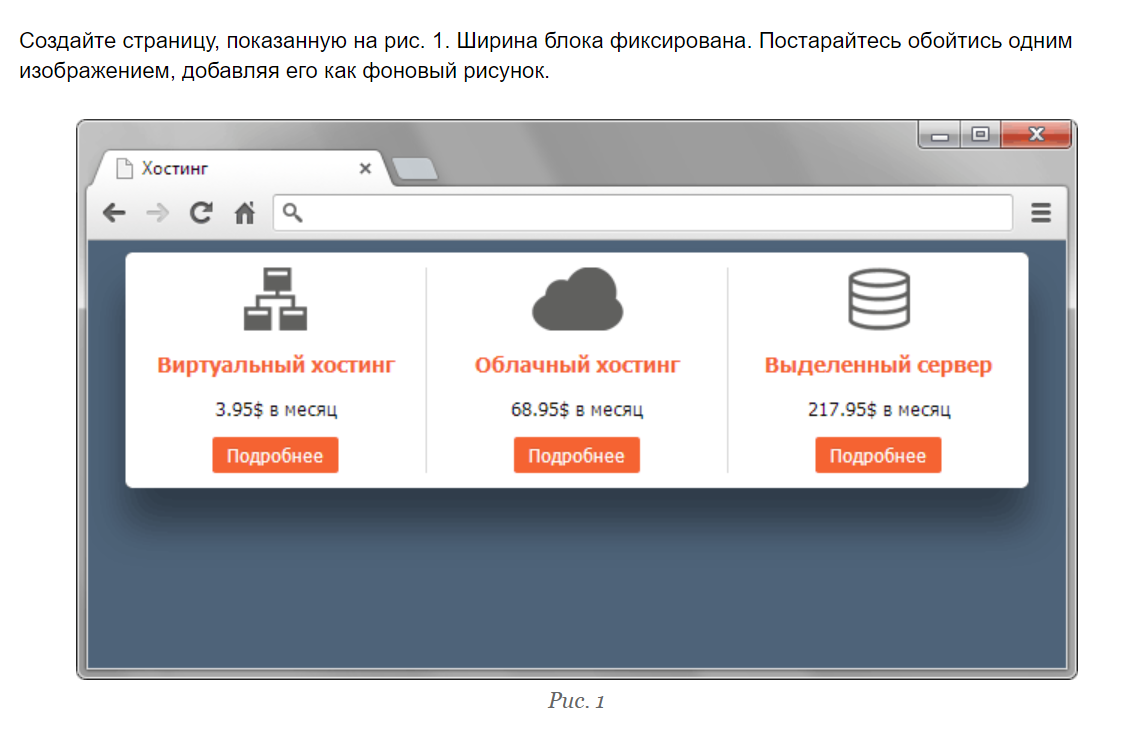 Создайте страницу, показанную на рис. 1. Ширина блока фиксирована. Постарайтесь обойтись одним
изображением, добавляя его как фоновый рисунок.
Хостинг
Виртуальный хостинг
Облачный хостинг
Выделенный сервер
3.95$ в месяц
68.95$ в месяц
217.95$ в месяц
Подробнее
Подробнее
Подробнее
Рис. 1